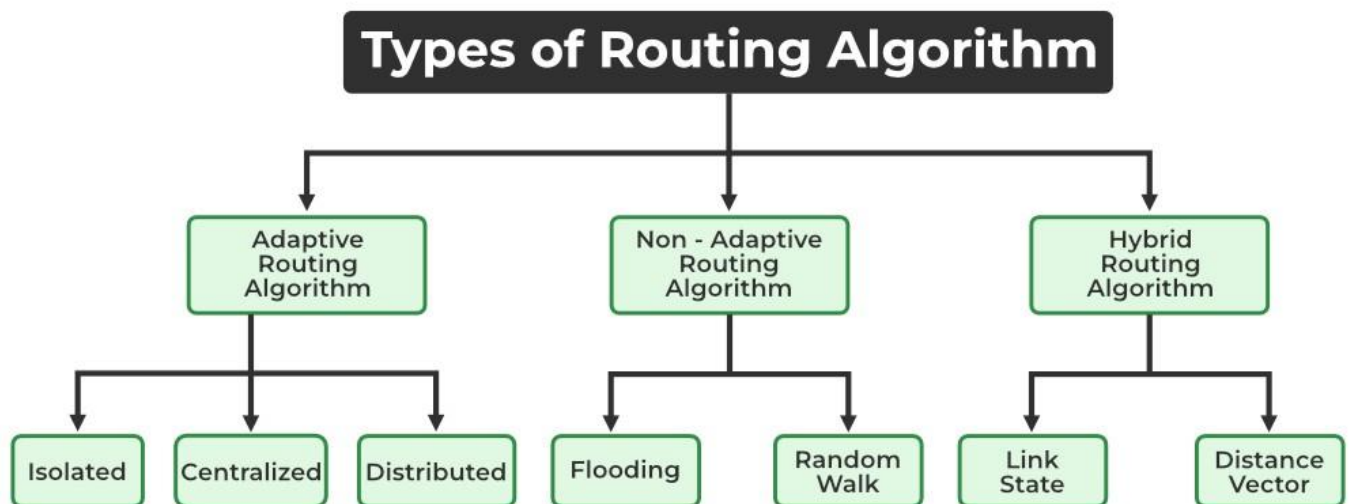 Types of Routing Algorithm
Adaptive
Routing
Algorithm
Non - Adaptive
Routing
Algorithm
Hybrid
Routing
Algorithm
Isolated
Centralized
Distributed
Flooding
Random
Walk
Link
State
Distance
Vector